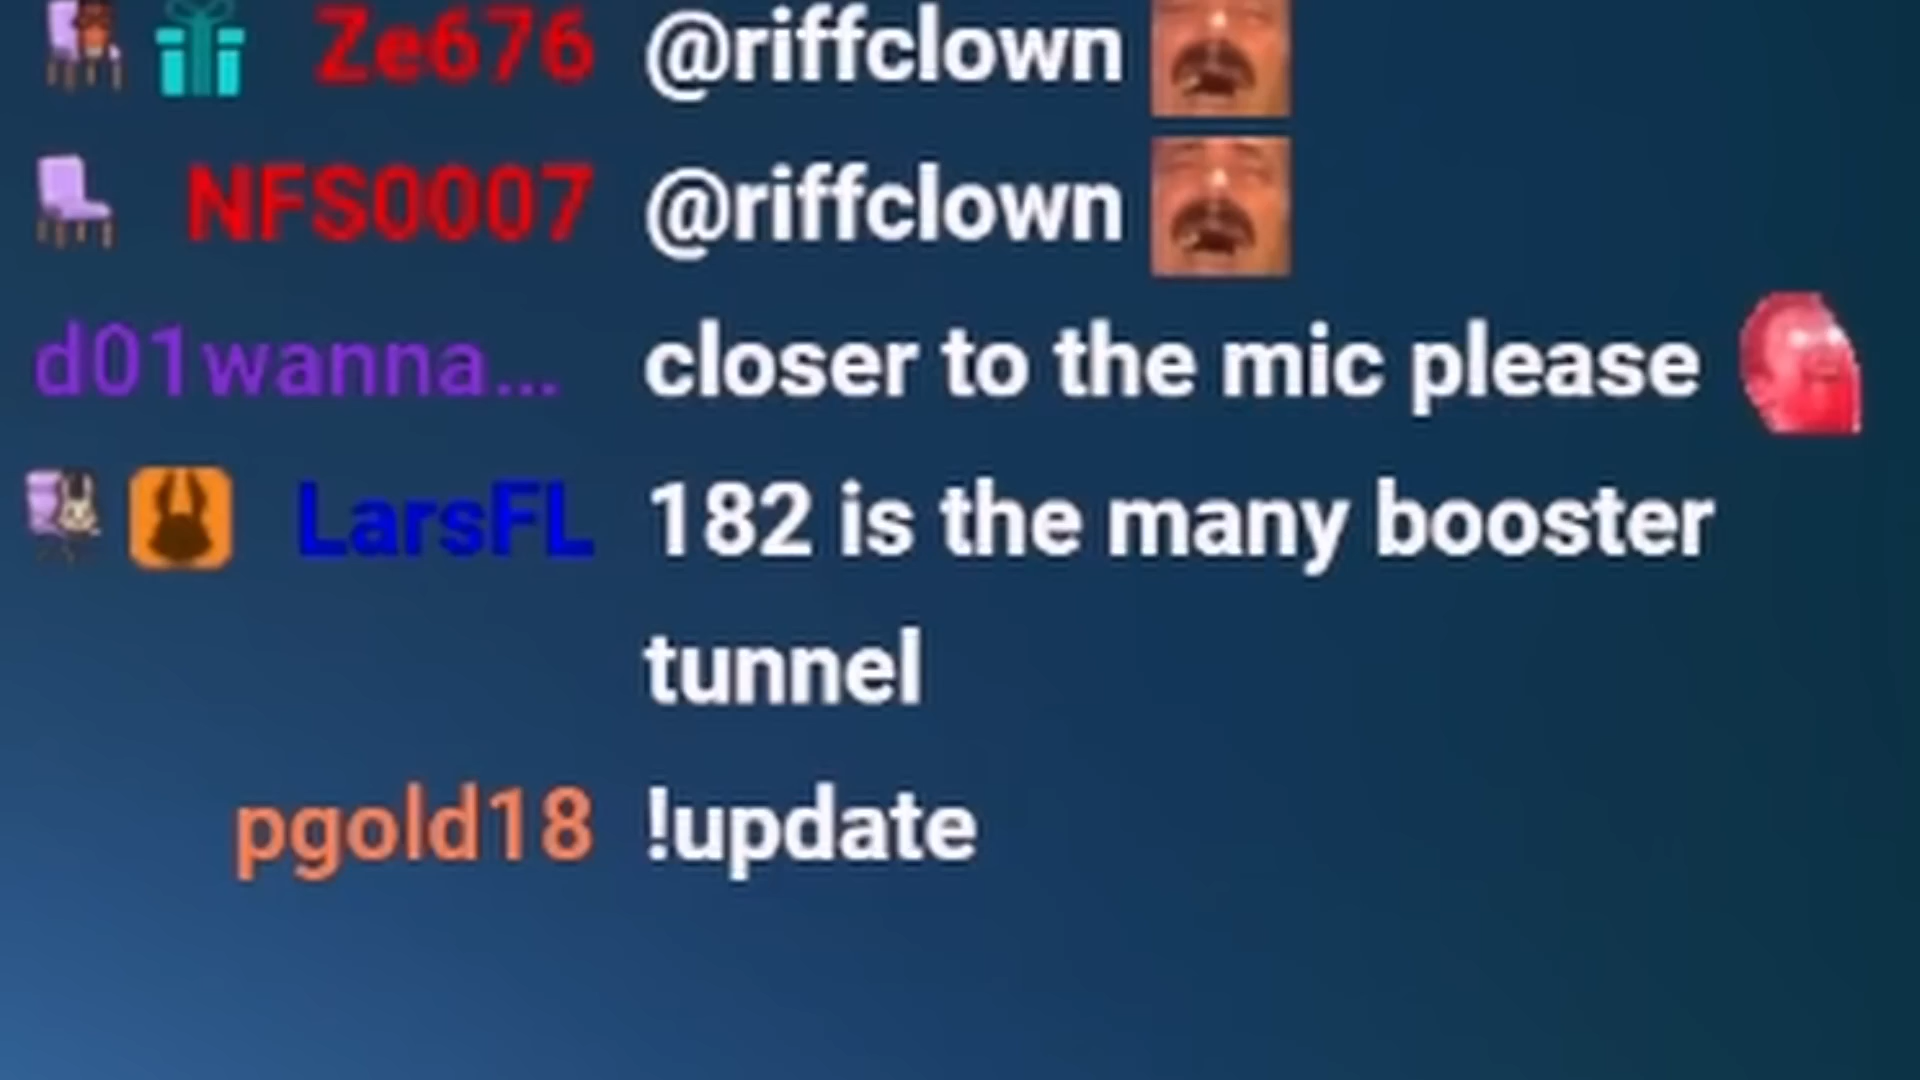 Ze676 @riffclown
NFS0007 @riffclown
d01wanna... closer to the mic please
LarsFL 182 is the many booster
tunnel
pgold18 !update